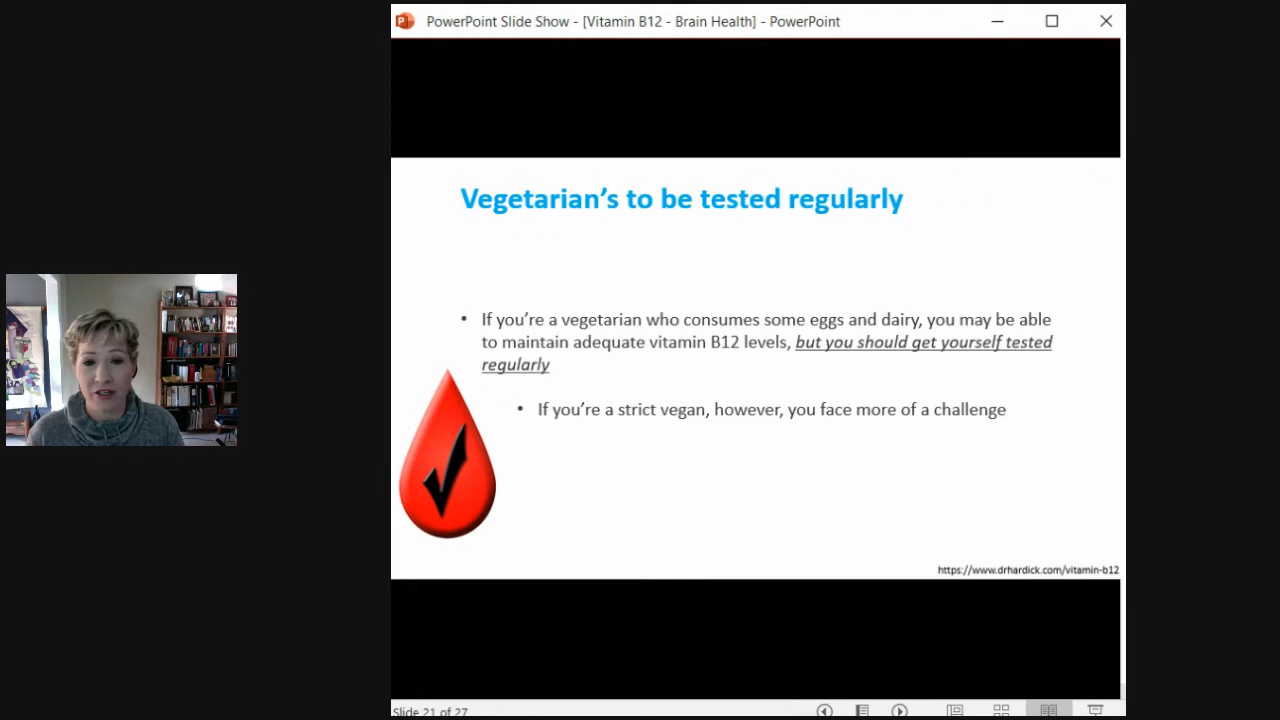 PowerPoint Slide Show - [Vitamin B12 - Brain Health] - PowerPoint
Vegetarian’s to be tested regularly
• If you’re a vegetarian who consumes some eggs and dairy, you may be able
to maintain adequate vitamin B12 levels, but you should get yourself tested
regularly
• If you’re a strict vegan, however, you face more of a challenge
https://www.drhardick.com/vitamin-b12
Slide 21 of 27